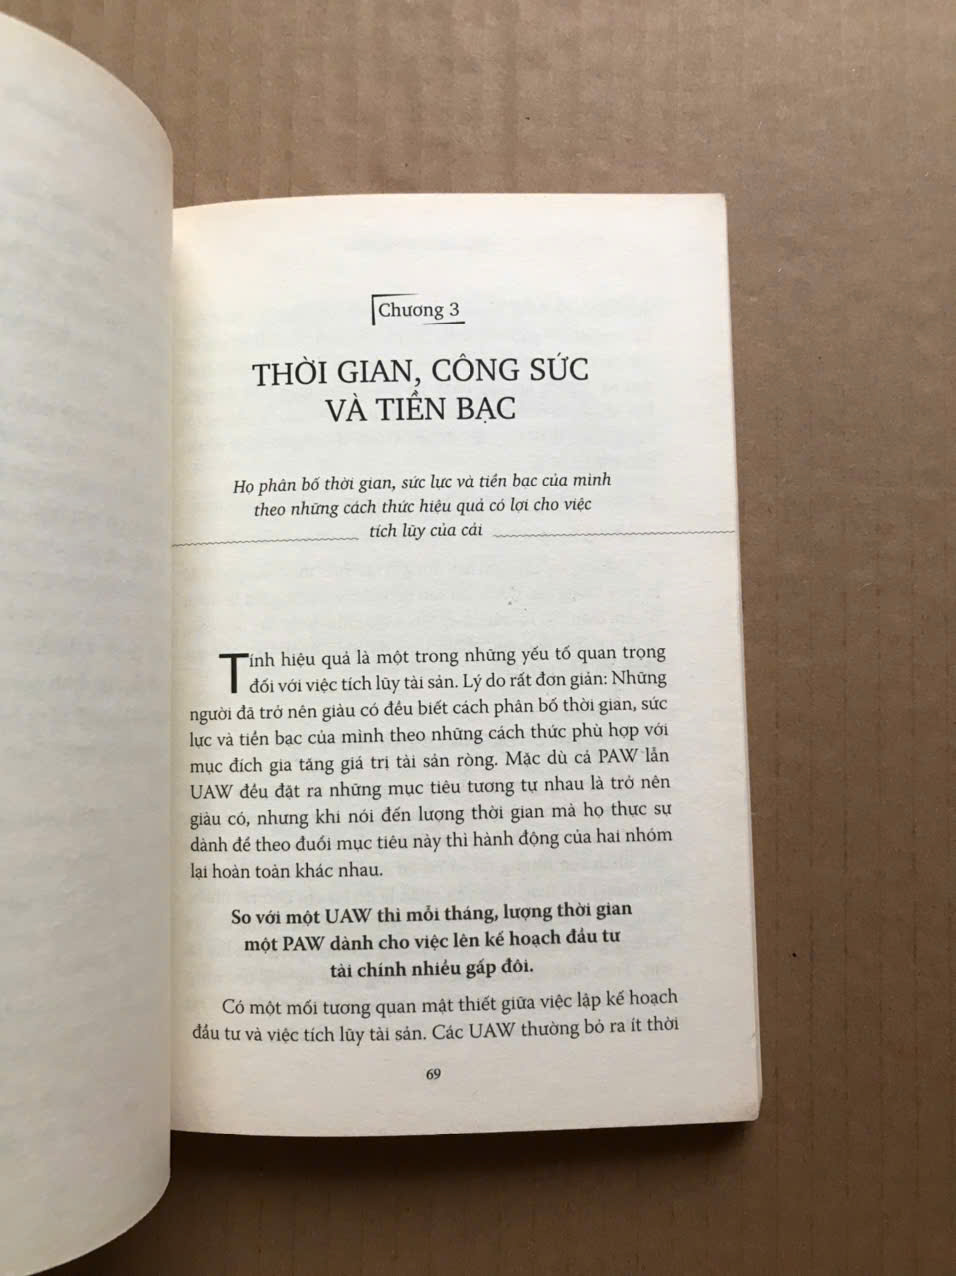 Chương 3
THỜI GIAN, CÔNG SỨC
VÀ TIỀN BẠC
Họ phân bố thời gian, sức lực và tiền bạc của mình
theo những cách thức hiệu quả có lợi cho việc
tích lũy của cải
Tính hiệu quả là một trong những yếu tố quan trọng
đối với việc tích lũy tài sản. Lý do rất đơn giản: Những
người đã trở nên giàu có đều biết cách phân bố thời gian, sức
lực và tiền bạc của mình theo những cách thức phù hợp với
mục đích gia tăng giá trị tài sản ròng. Mặc dù cả PAW lẫn
UAW đều đặt ra những mục tiêu tương tự nhau là trở nên
giàu có, nhưng khi nói đến lượng thời gian mà họ thực sự
dành để theo đuổi mục tiêu này thì hành động của hai nhóm
lại hoàn toàn khác nhau.
So với một UAW thì mỗi tháng, lượng thời gian
một PAW dành cho việc lên kế hoạch đầu tư
tài chính nhiều gấp đôi.
Có một mối tương quan mật thiết giữa việc lập kế hoạch
đầu tư và việc tích lũy tài sản. Các UAW thường bỏ ra ít thời
69